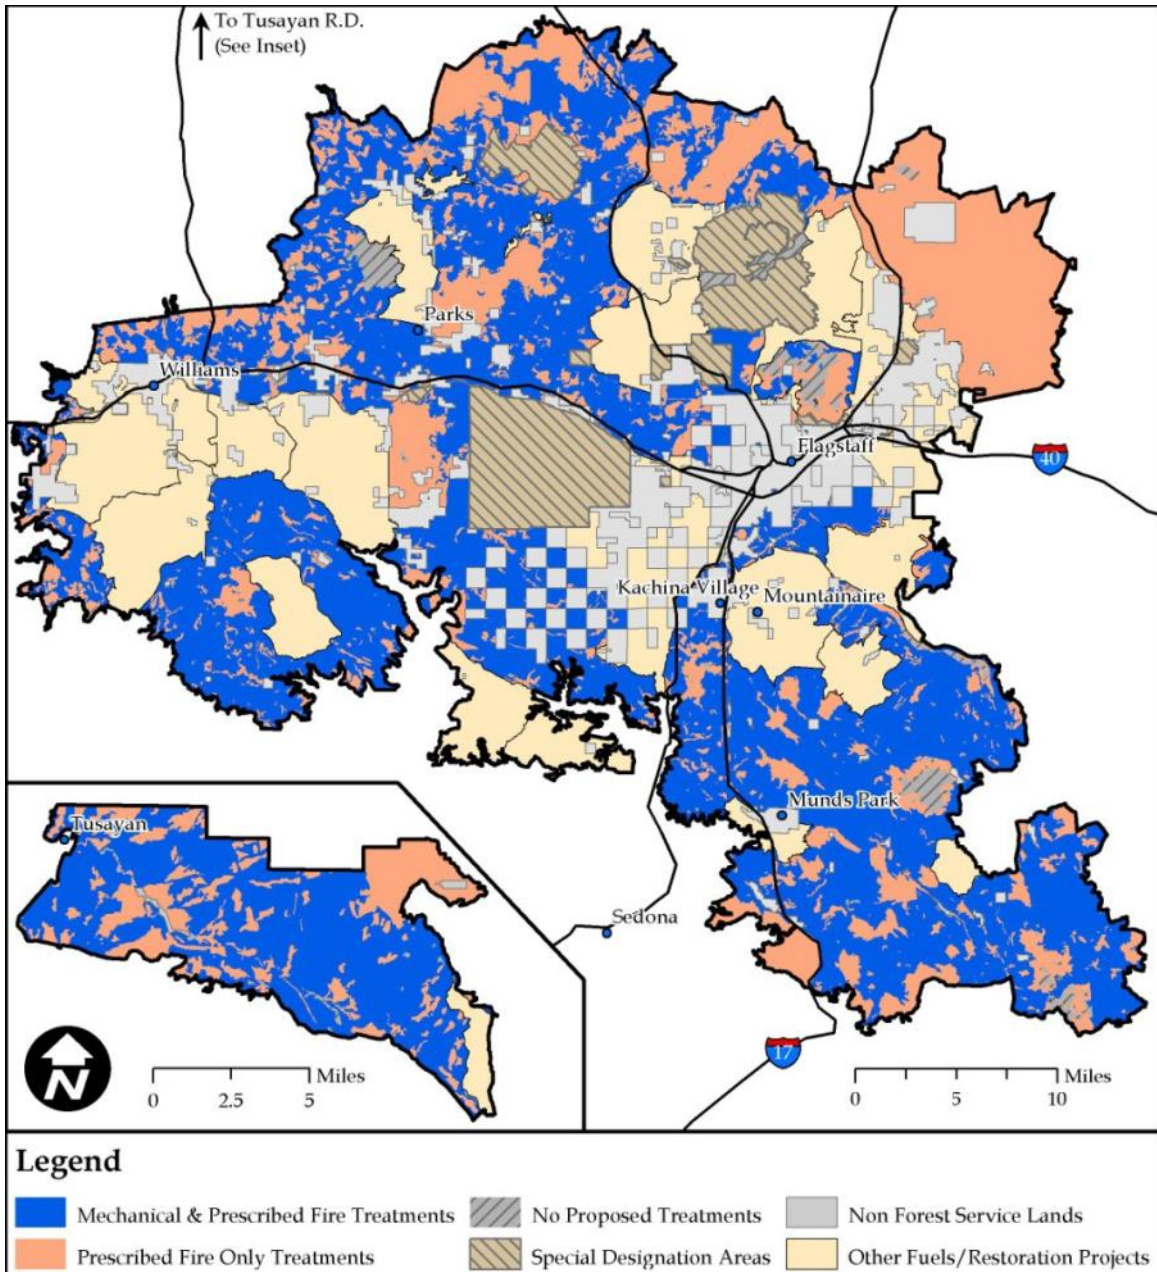 To Tusayan R.D.
(See Inset)
Parks
Williams
Flagstaff
40
Kachina Village
Mountainaire
Munds Park
Tusayan
Sedona
17
N
Miles
0 2.5 5
Miles
0 5 10
Legend
Mechanical & Prescribed Fire Treatments
No Proposed Treatments
Non Forest Service Lands
Prescribed Fire Only Treatments
Special Designation Areas
Other Fuels/Restoration Projects